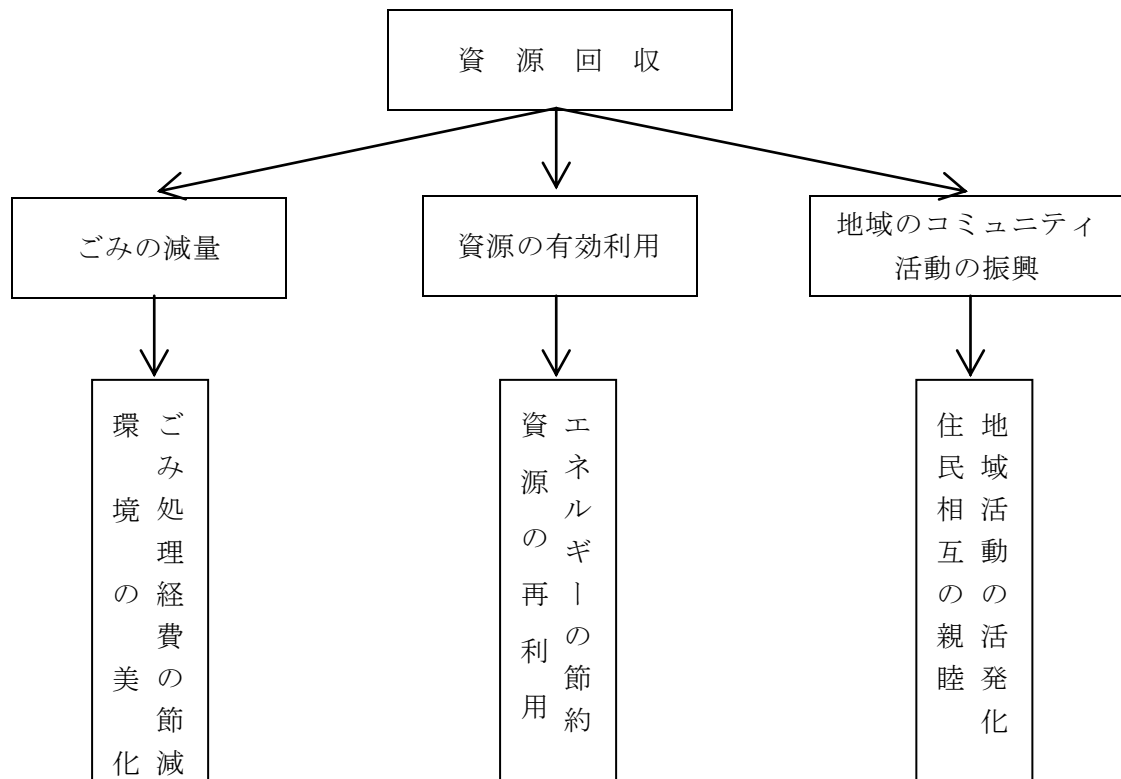 資源回収
ごみの減量
資源の有効利用
地域のコミュニティ
活動の振興
ごみ処理経費の節減
環境の美化
エネルギーの節約
資源の再利用
地域活動の活発化
住民相互の親睦